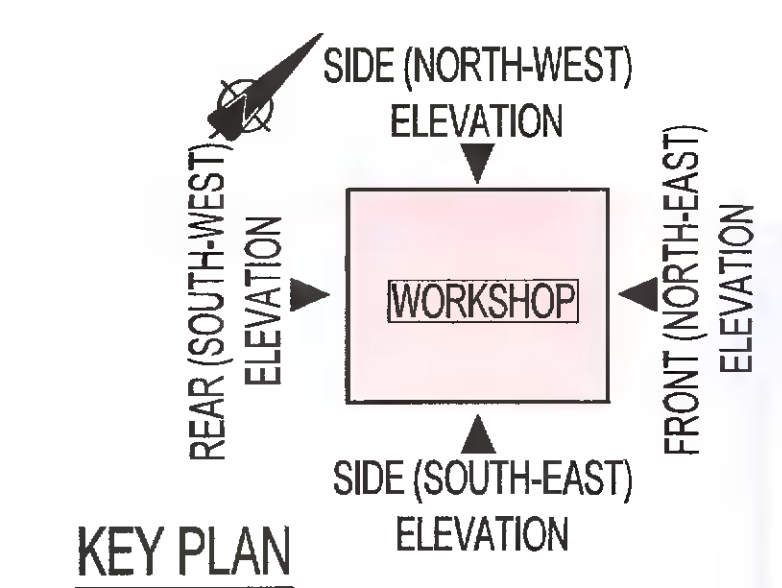 N
SIDE (NORTH-WEST)
ELEVATION
REAR (SOUTH-WEST)
ELEVATION
WORKSHOP
FRONT (NORTH-EAST)
ELEVATION
SIDE (SOUTH-EAST)
ELEVATION
KEY PLAN